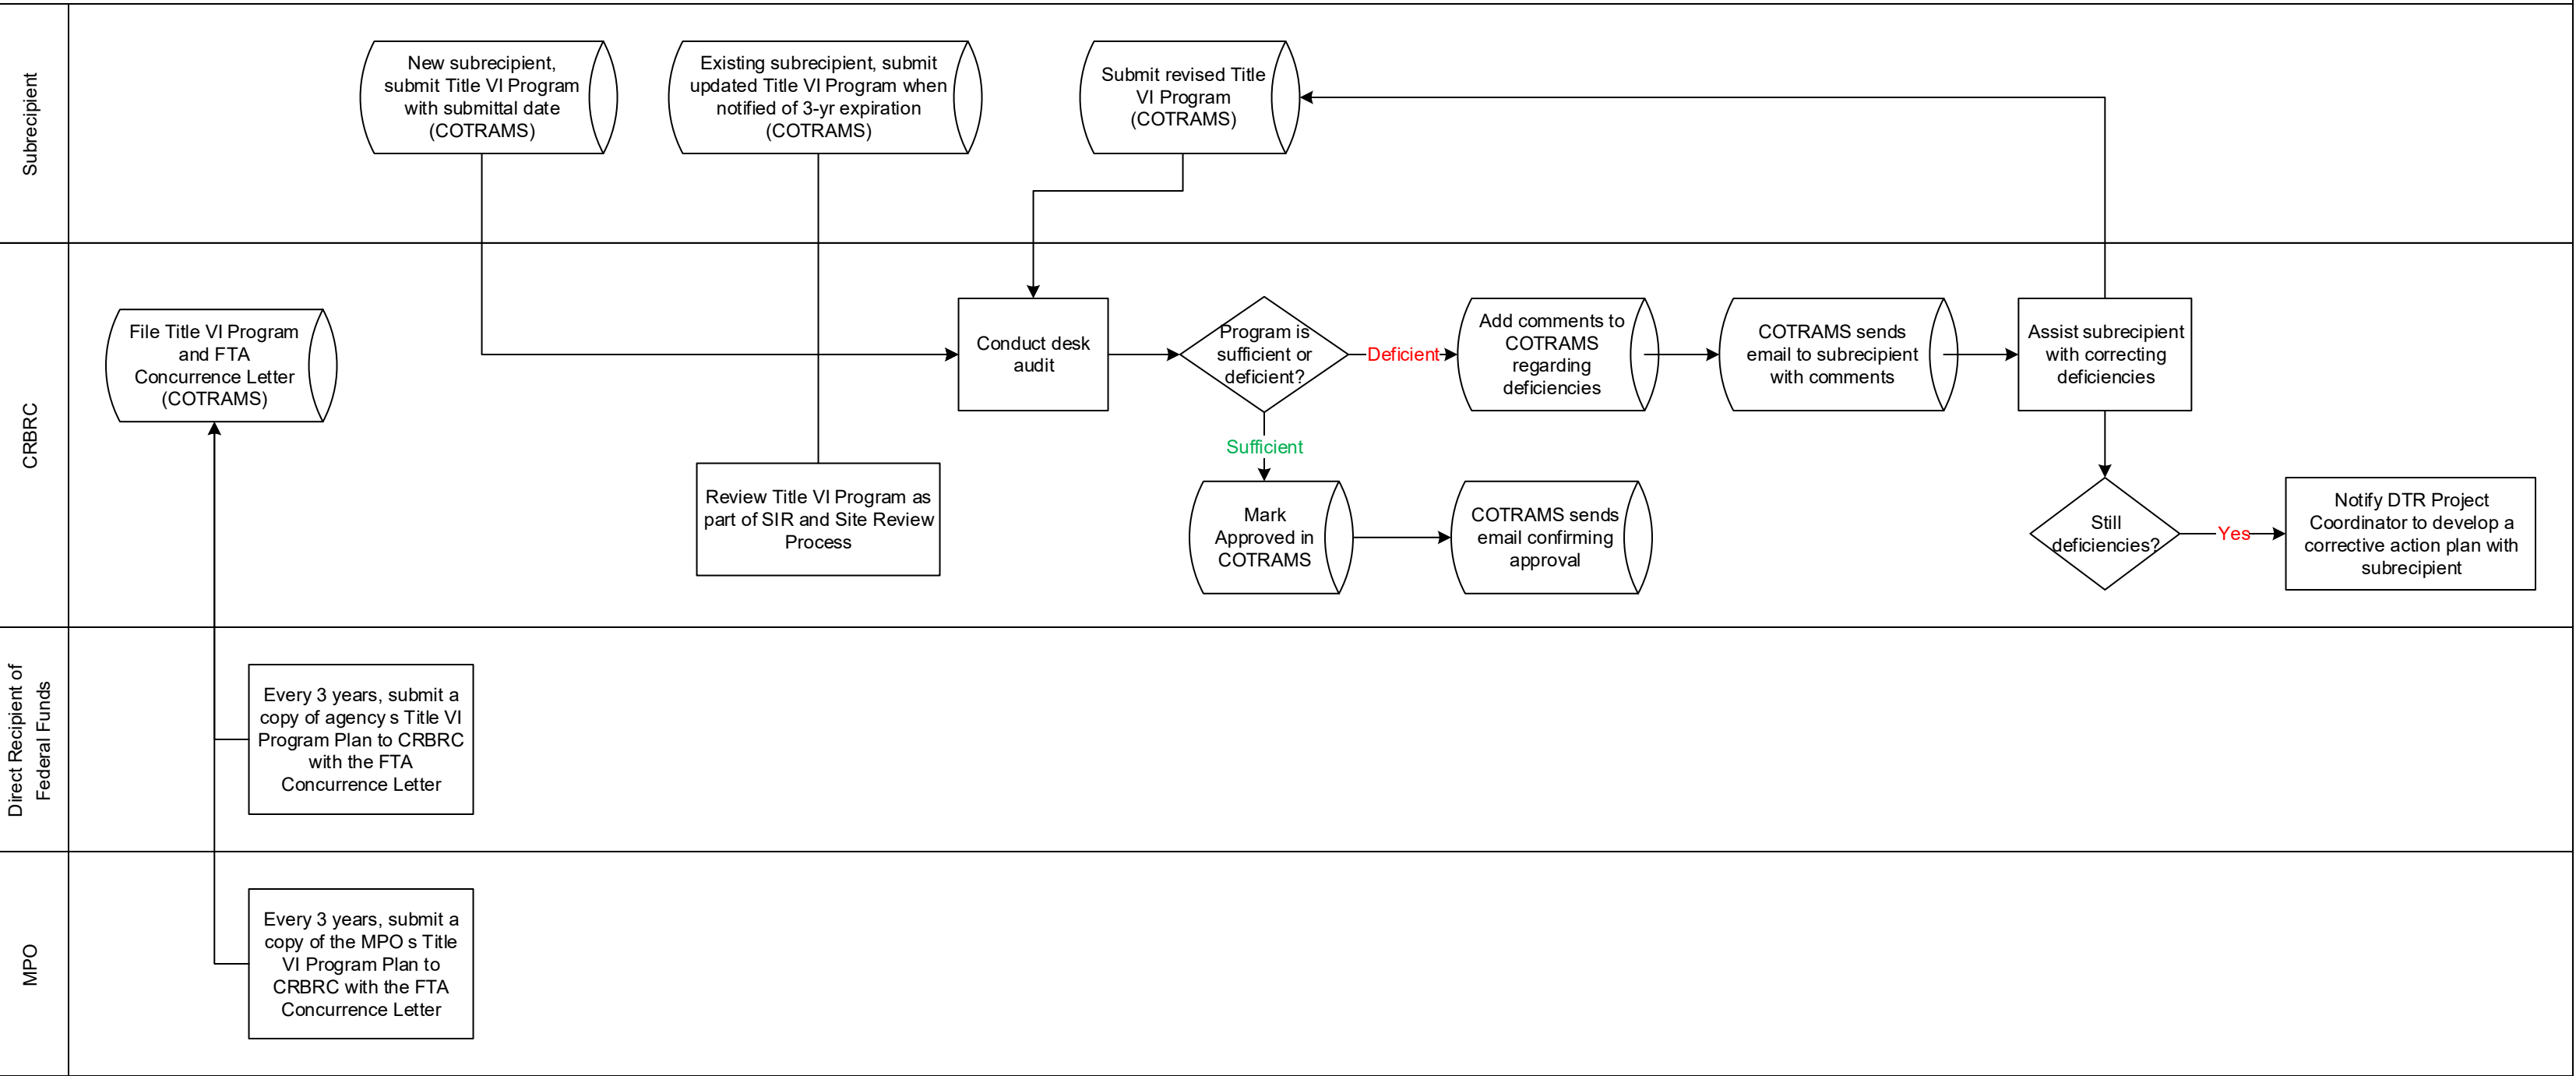 Subrecipient
New subrecipient,
submit Title VI Program
with submittal date
(COTRAMS)
Existing subrecipient, submit
updated Title VI Program when
notified of 3-yr expiration
(COTRAMS)
Submit revised Title
VI Program
(COTRAMS)
CRBRC
File Title VI Program
and FTA
Concurrence Letter
(COTRAMS)
Conduct desk
audit
Program is
sufficient or
deficient?
Deficient
Add comments to
COTRAMS
regarding
deficiencies
COTRAMS sends
email to subrecipient
with comments
Assist subrecipient
with correcting
deficiencies
Sufficient
Review Title VI Program as
part of SIR and Site Review
Process
Mark
Approved in
COTRAMS
COTRAMS sends
email confirming
approval
Still
deficiencies?
Yes
Notify DTR Project
Coordinator to develop a
corrective action plan with
subrecipient
Direct Recipient of
Federal Funds
Every 3 years, submit a
copy of agency s Title VI
Program Plan to CRBRC
with the FTA
Concurrence Letter
MPO
Every 3 years, submit a
copy of the MPO s Title
VI Program Plan to
CRBRC with the FTA
Concurrence Letter